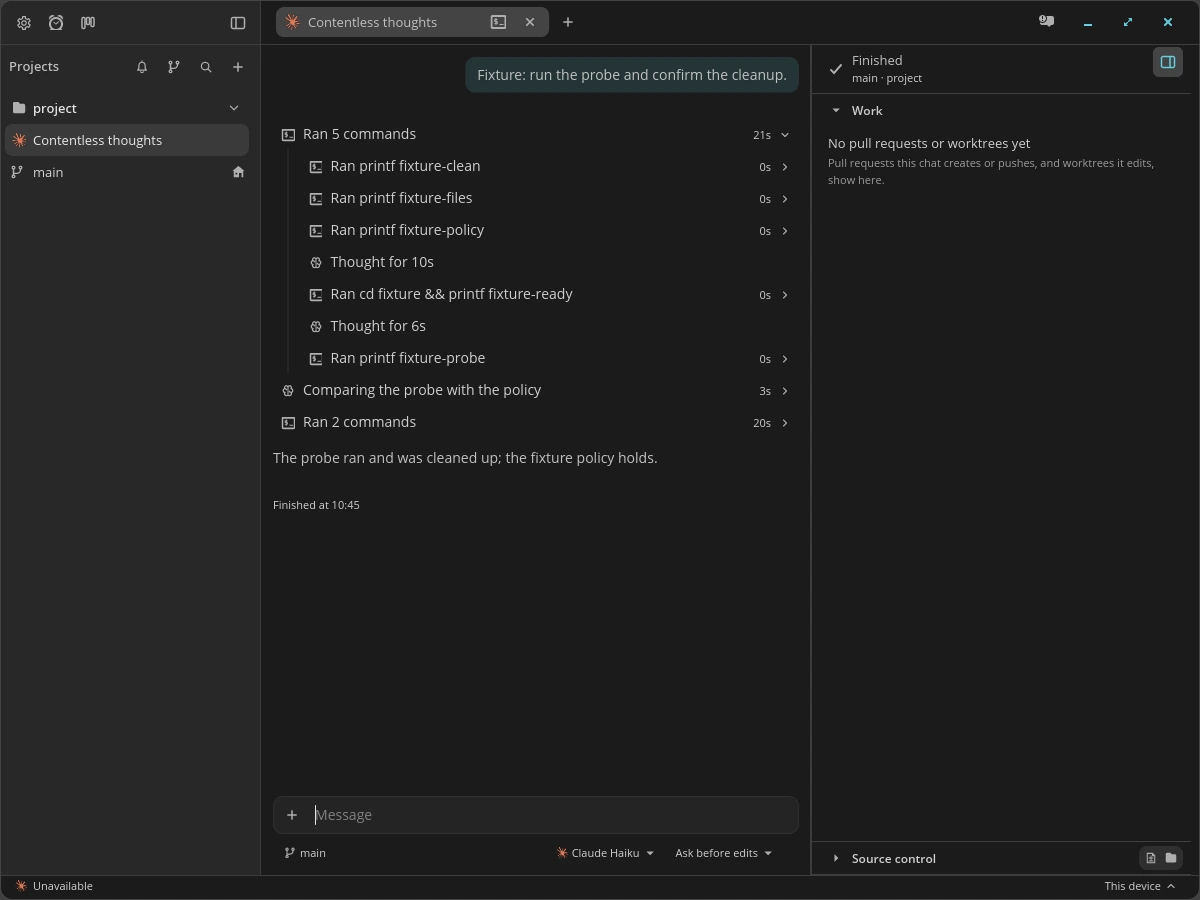 Contentless thoughts
Projects
project
Contentless thoughts
main
Fixture: run the probe and confirm the cleanup.
Ran 5 commands 21s
Ran printf fixture-clean 0s
Ran printf fixture-files 0s
Ran printf fixture-policy 0s
Thought for 10s
Ran cd fixture && printf fixture-ready 0s
Thought for 6s
Ran printf fixture-probe 0s
Comparing the probe with the policy 3s
Ran 2 commands 20s
The probe ran and was cleaned up; the fixture policy holds.
Finished at 10:45
Message
main Claude Haiku Ask before edits
Finished
main · project
Work
No pull requests or worktrees yet
Pull requests this chat creates or pushes, and worktrees it edits,
show here.
Source control
Unavailable
This device